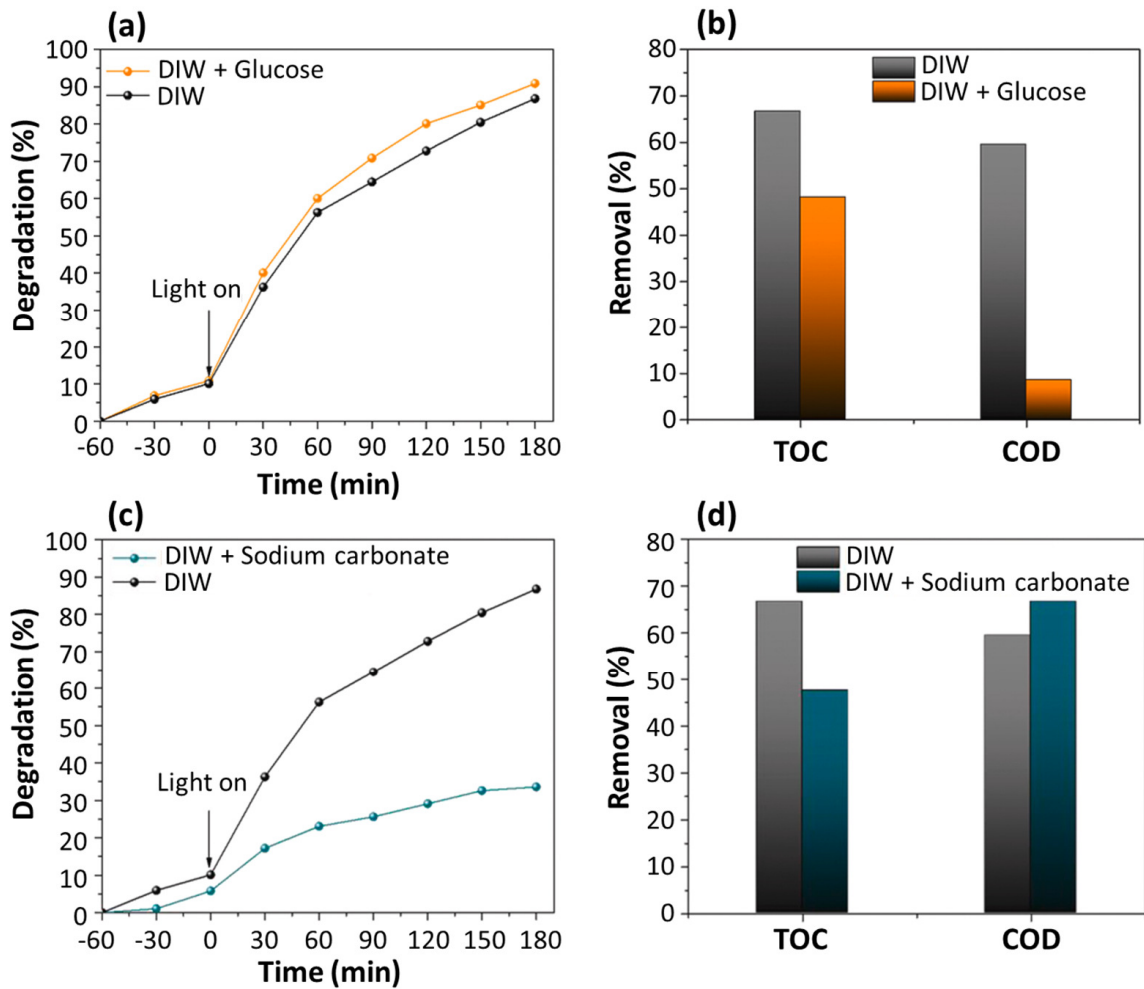 (a)
DIW + Glucose
DIW
Light on
Degradation (%)
100
90
80
70
60
50
40
30
20
10
0
-60 -30 0 30 60 90 120 150 180
Time (min)
(b)
DIW
DIW + Glucose
Removal (%)
80
70
60
50
40
30
20
10
0
TOC COD
(c)
DIW + Sodium carbonate
DIW
Light on
Degradation (%)
100
90
80
70
60
50
40
30
20
10
0
-60 -30 0 30 60 90 120 150 180
Time (min)
(d)
DIW
DIW + Sodium carbonate
Removal (%)
80
70
60
50
40
30
20
10
0
TOC COD